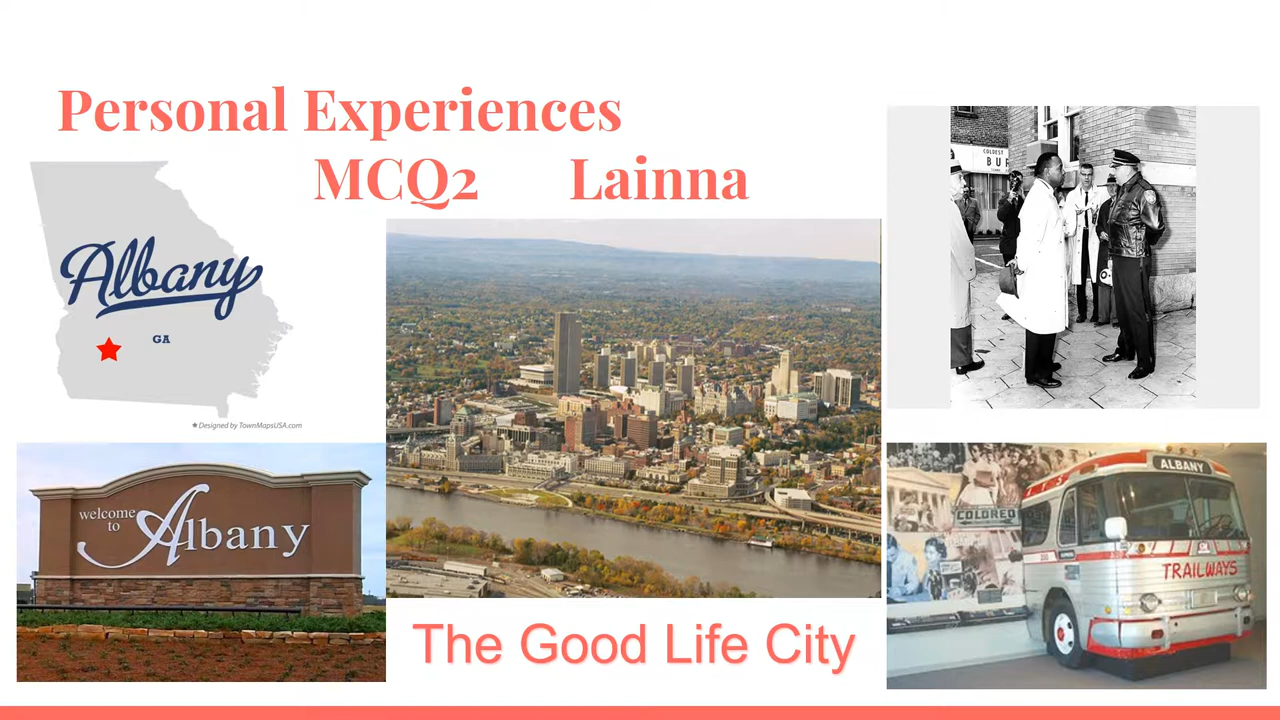 Personal Experiences
MCQ2 Lainna
Albany
GA
★ Designed by TownMapsUSA.com
COLDEST
BUR
welcome
to
Albany
The Good Life City
ALBANY
COLORED
TRAILWAYS